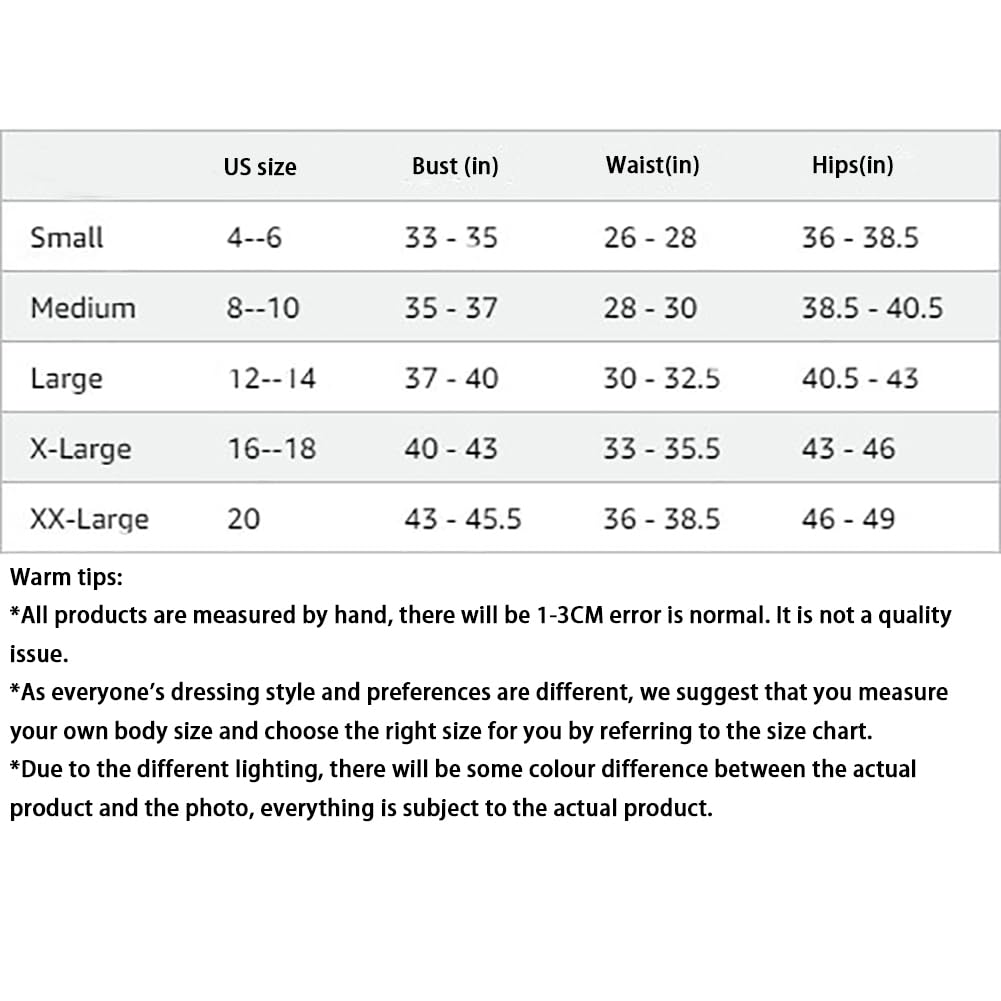 US size Bust (in) Waist(in) Hips(in)
Small 4--6 33 - 35 26 - 28 36 - 38.5
Medium 8--10 35 - 37 28 - 30 38.5 - 40.5
Large 12--14 37 - 40 30 - 32.5 40.5 - 43
X-Large 16--18 40 - 43 33 - 35.5 43 - 46
XX-Large 20 43 - 45.5 36 - 38.5 46 - 49
Warm tips:
*All products are measured by hand, there will be 1-3CM error is normal. It is not a quality
issue.
*As everyone’s dressing style and preferences are different, we suggest that you measure
your own body size and choose the right size for you by referring to the size chart.
*Due to the different lighting, there will be some colour difference between the actual
product and the photo, everything is subject to the actual product.